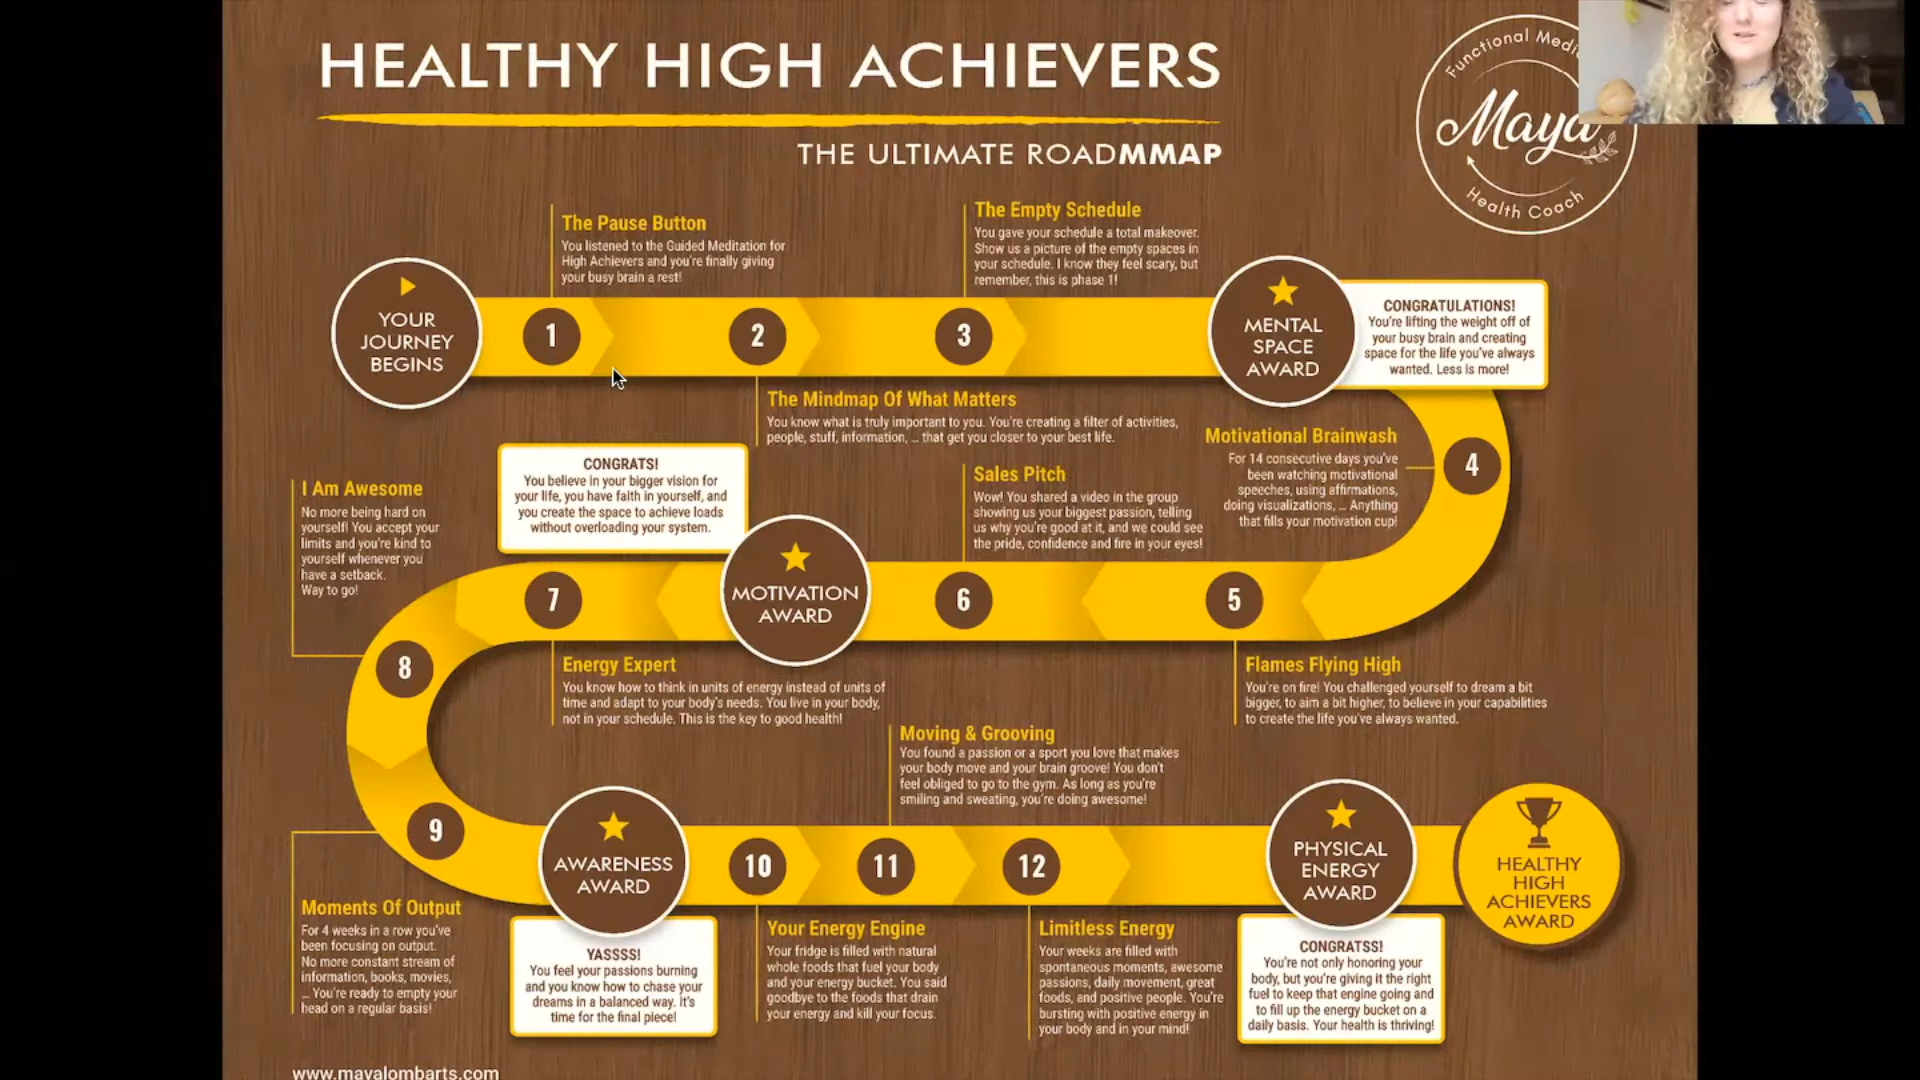 HEALTHY HIGH ACHIEVERS
THE ULTIMATE ROADMMAP
Functional Medi
Maya
Health Coach
YOUR
JOURNEY
BEGINS
1
The Pause Button
You listened to the Guided Meditation for
High Achievers and you're finally giving
your busy brain a rest!
2
The Mindmap Of What Matters
You know what is truly important to you. You're creating a filter of activities,
people, stuff, information, ... that get you closer to your best life.
3
The Empty Schedule
You gave your schedule a total makeover.
Show us a picture of the empty spaces in
your schedule. I know they feel scary, but
remember, this is phase 1!
MENTAL
SPACE
AWARD
CONGRATULATIONS!
You're lifting the weight off of
your busy brain and creating
space for the life you've always
wanted. Less is more!
4
Motivational Brainwash
For 14 consecutive days you've
been watching motivational
speeches, using affirmations,
doing visualizations, ... Anything
that fills your motivation cup!
5
Flames Flying High
You're on fire! You challenged yourself to dream a bit
bigger, to aim a bit higher, to believe in your capabilities
to create the life you've always wanted.
6
Sales Pitch
Wow! You shared a video in the group
showing us your biggest passion, telling
us why you're good at it, and we could see
the pride, confidence and fire in your eyes!
MOTIVATION
AWARD
CONGRATS!
You believe in your bigger vision for
your life, you have faith in yourself, and
you create the space to achieve loads
without overloading your system.
7
Energy Expert
You know how to think in units of energy instead of units of
time and adapt to your body's needs. You live in your body,
not in your schedule. This is the key to good health!
8
I Am Awesome
No more being hard on
yourself! You accept your
limits and you're kind to
yourself whenever you
have a setback.
Way to go!
9
Moments Of Output
For 4 weeks in a row you've
been focusing on output.
No more constant stream of
information, books, movies,
... You're ready to empty your
head on a regular basis!
AWARENESS
AWARD
YASSSS!
You feel your passions burning
and you know how to chase your
dreams in a balanced way. It's
time for the final piece!
10
Your Energy Engine
Your fridge is filled with natural
whole foods that fuel your body
and your energy bucket. You said
goodbye to the foods that drain
your energy and kill your focus.
11
Moving & Grooving
You found a passion or a sport you love that makes
your body move and your brain groove! You don't
feel obliged to go to the gym. As long as you're
smiling and sweating, you're doing awesome!
12
Limitless Energy
Your weeks are filled with
spontaneous moments, awesome
passions, daily movement, great
foods, and positive people. You're
bursting with positive energy in
your body and in your mind!
PHYSICAL
ENERGY
AWARD
CONGRATSS!
You're not only honoring your
body, but you're giving it the right
fuel to keep that engine going and
to fill up the energy bucket on a
daily basis. Your health is thriving!
HEALTHY
HIGH
ACHIEVERS
AWARD
www.mayalombarts.com